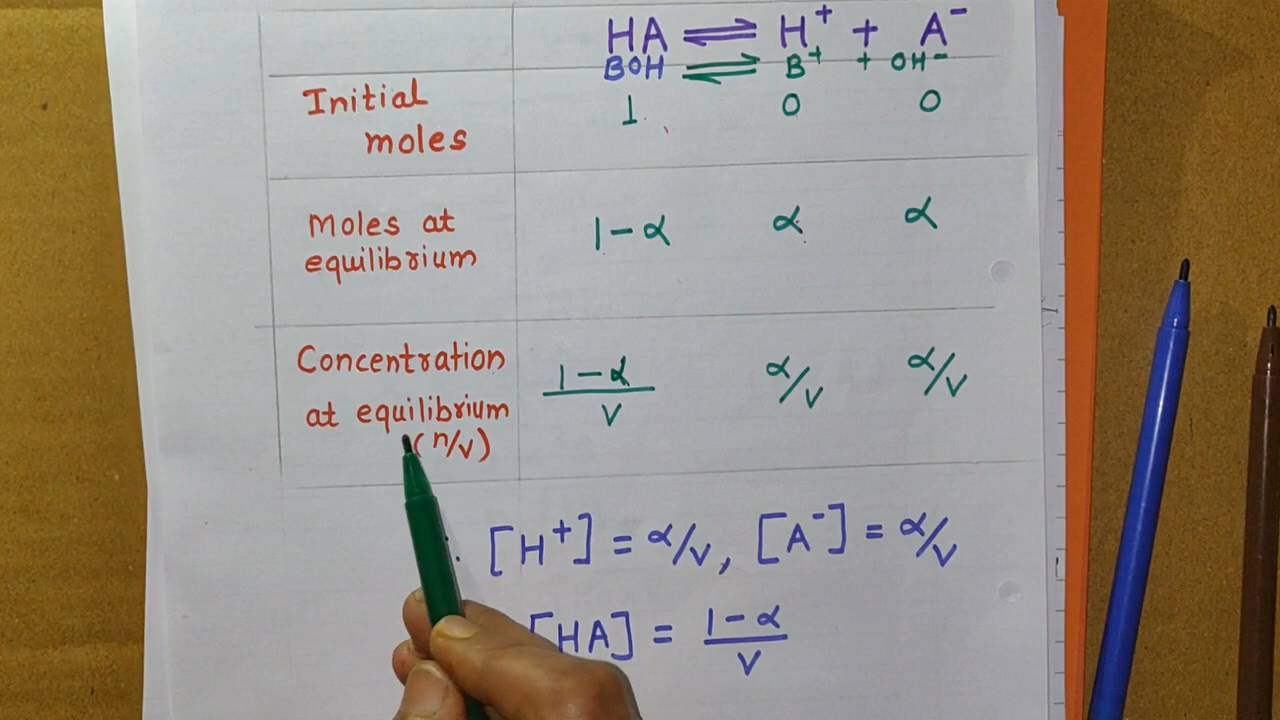 HA ⇌ H⁺ + A⁻
BOH ⇌ B⁺ + OH⁻
Initial moles 1 0 0
Moles at equilibrium 1-α α α
Concentration at equilibrium (n/v) (1-α)/V α/V α/V
[H⁺] = α/V, [A⁻] = α/V
[HA] = (1-α)/V